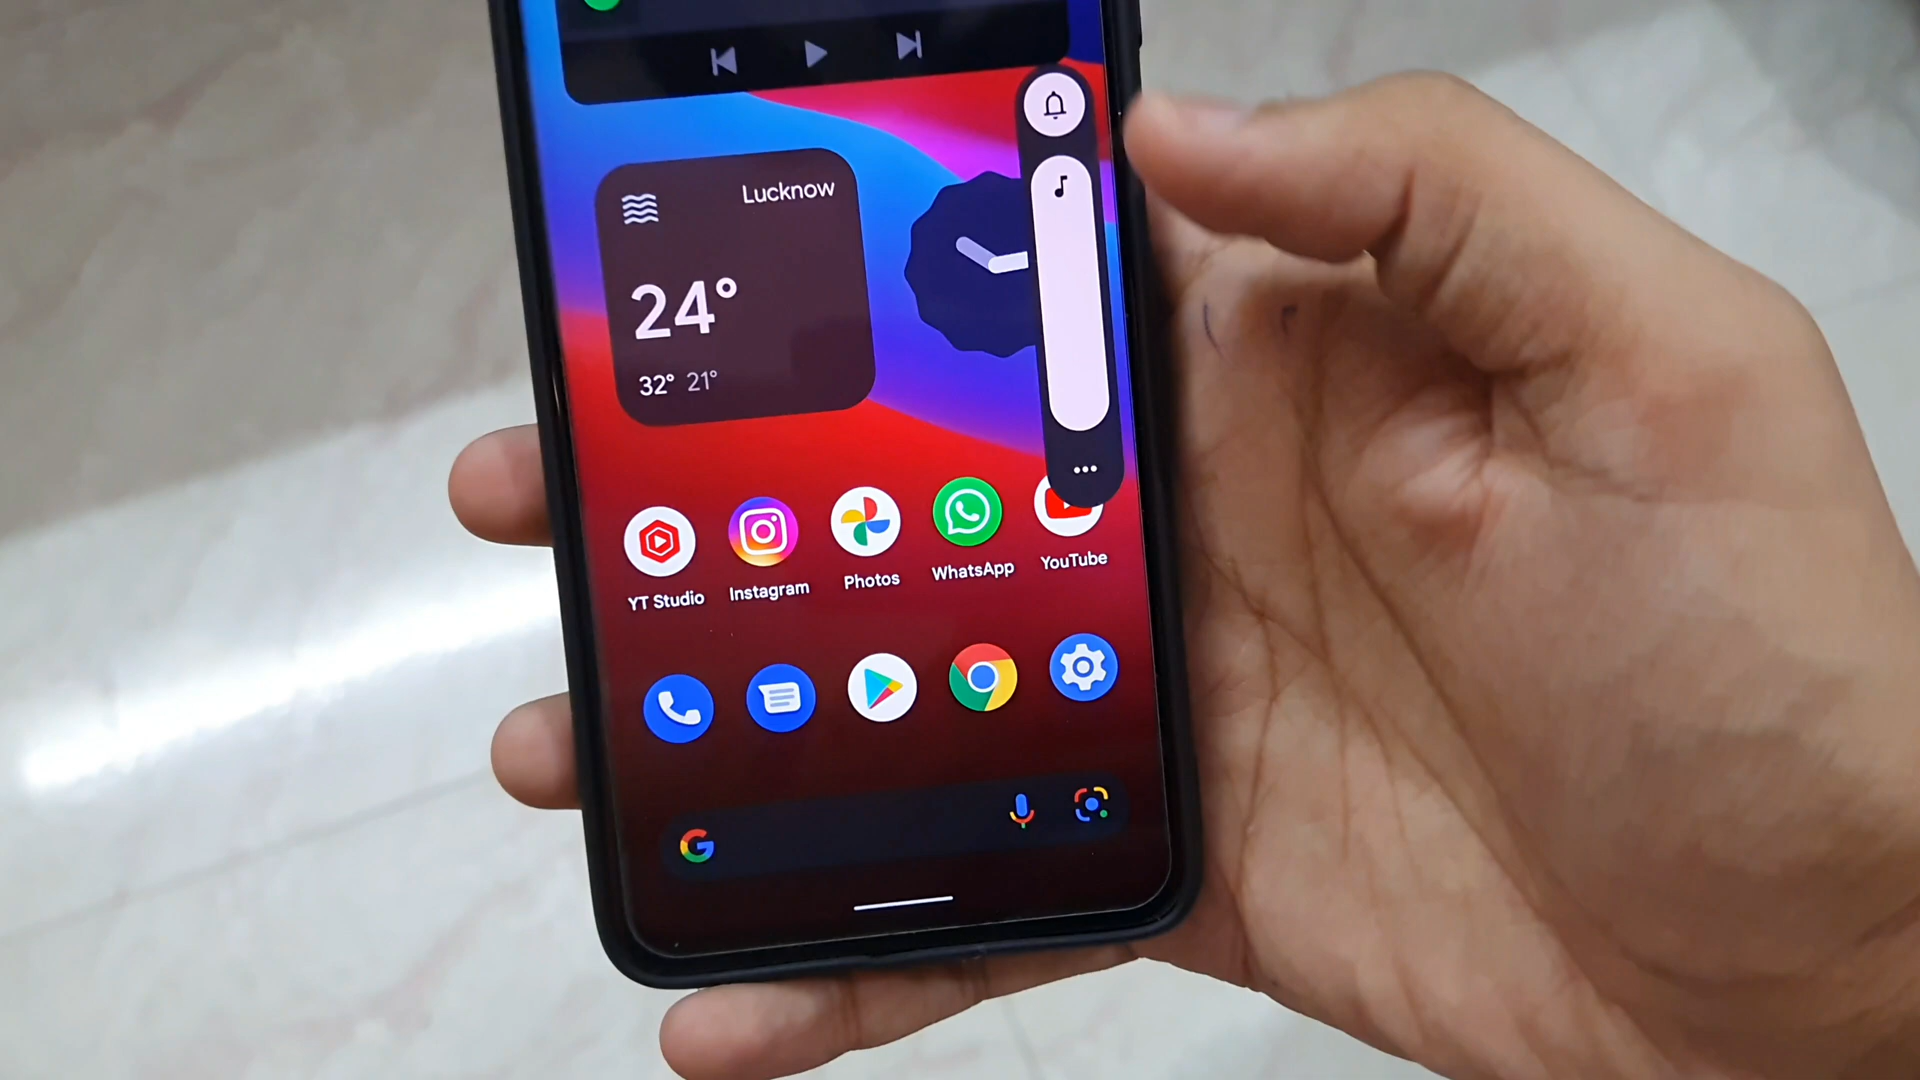 Lucknow
24°
32° 21°
YT Studio
Instagram
Photos
WhatsApp
YouTube